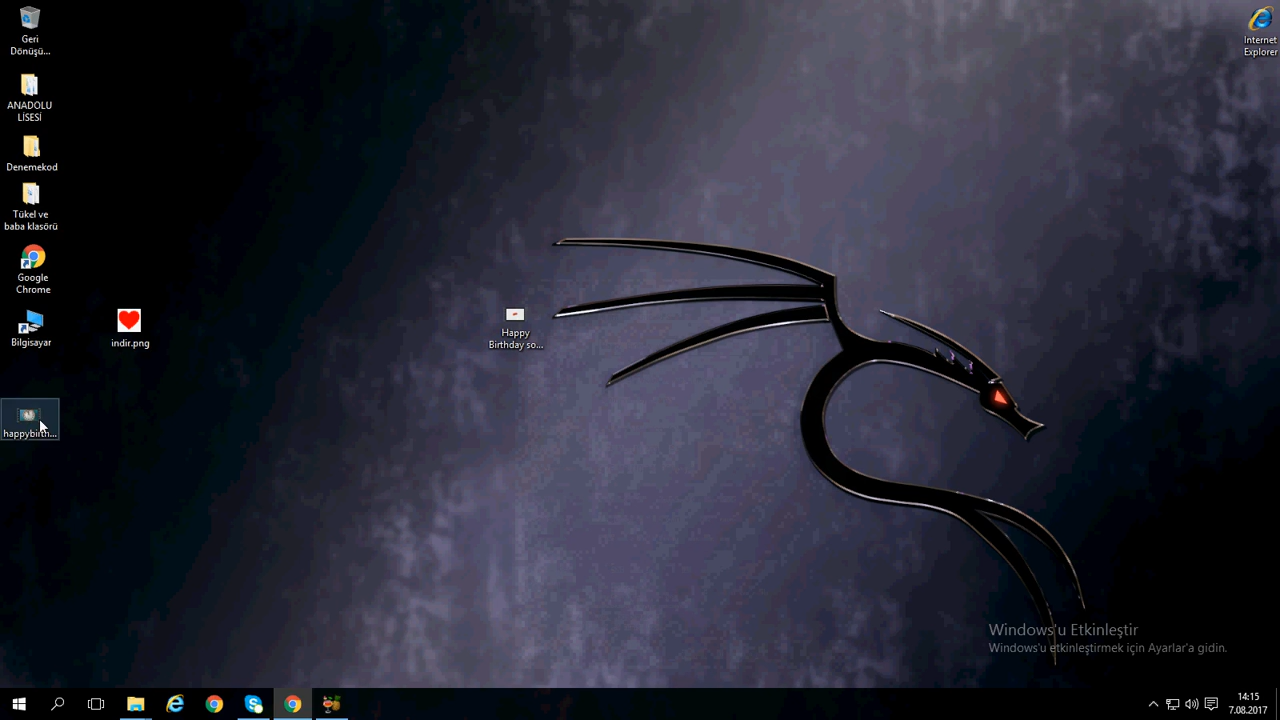 Geri
Dönüşü...
ANADOLU
LİSESİ
Denemekod
Tükel ve
baba klasörü
Google
Chrome
Bilgisayar
indir.png
happybirth...
Happy
Birthday so...
Internet
Explorer
Windows'u Etkinleştir
Windows'u etkinleştirmek için Ayarlar'a gidin.
14:15
7.08.2017